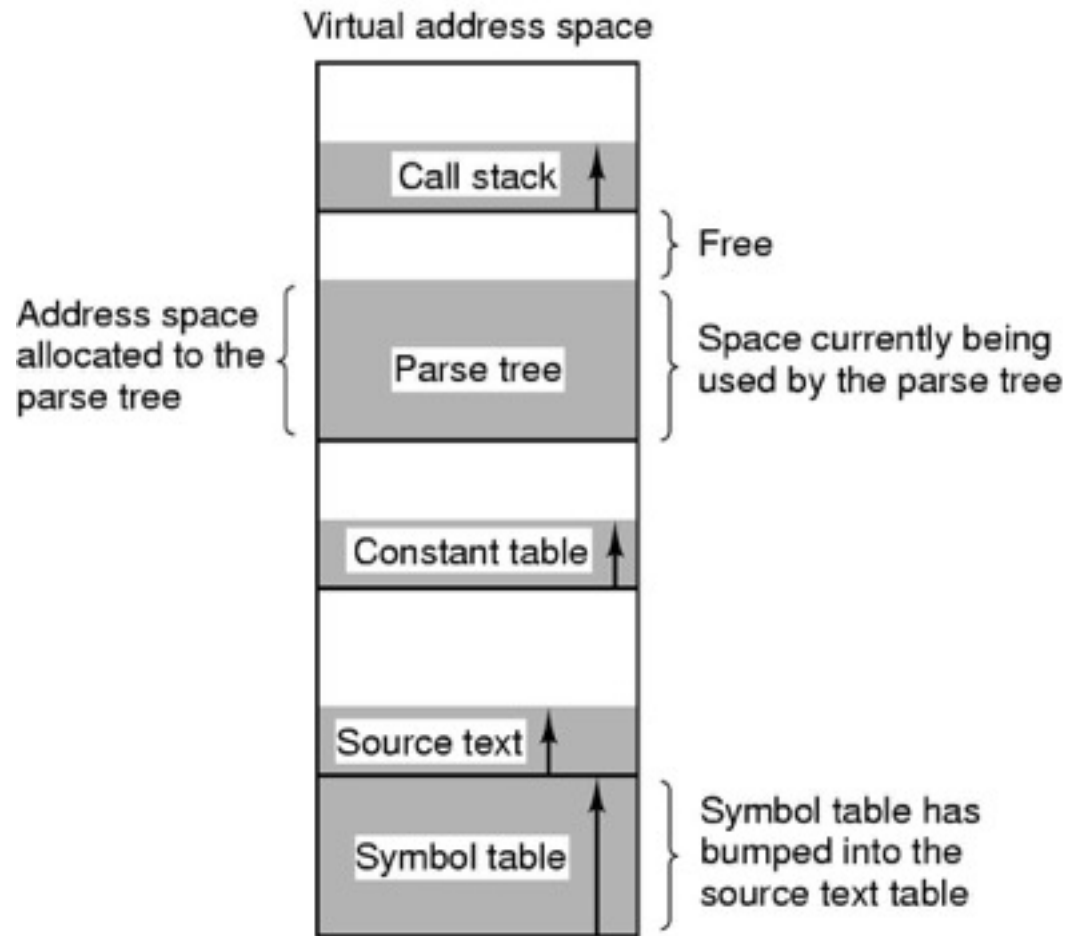 Virtual address space
Call stack
Free
Address space
allocated to the
parse tree
Parse tree
Space currently being
used by the parse tree
Constant table
Source text
Symbol table
Symbol table has
bumped into the
source text table